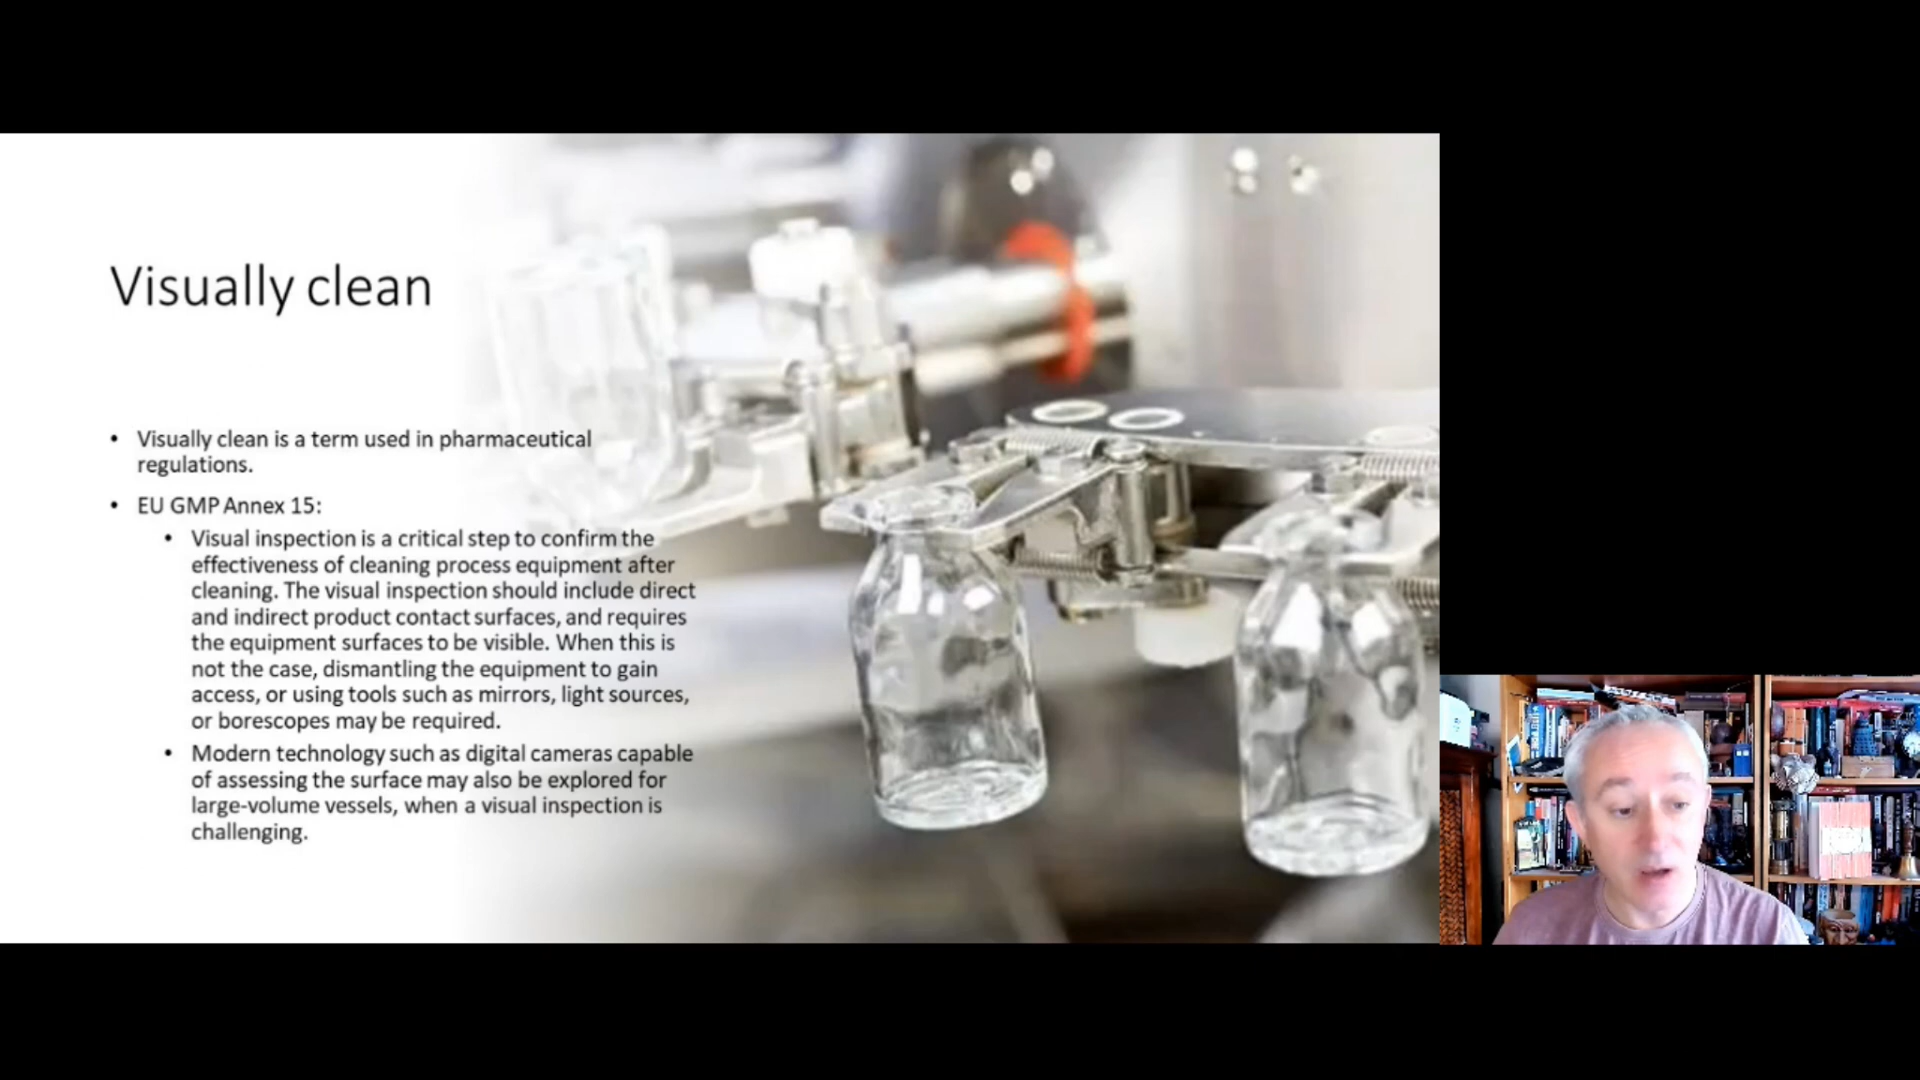 Visually clean
• Visually clean is a term used in pharmaceutical
regulations.
• EU GMP Annex 15:
• Visual inspection is a critical step to confirm the
effectiveness of cleaning process equipment after
cleaning. The visual inspection should include direct
and indirect product contact surfaces, and requires
the equipment surfaces to be visible. When this is
not the case, dismantling the equipment to gain
access, or using tools such as mirrors, light sources,
or borescopes may be required.
• Modern technology such as digital cameras capable
of assessing the surface may also be explored for
large-volume vessels, when a visual inspection is
challenging.